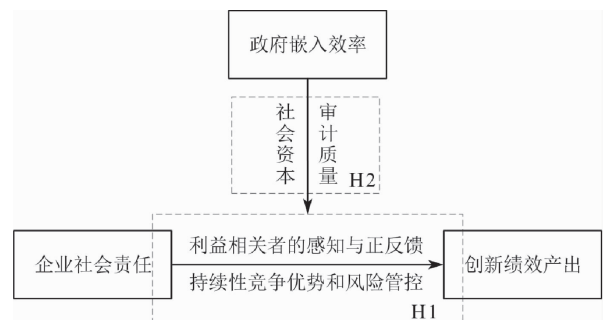 政府嵌入效率
社会资本
审计质量
H2
企业社会责任
利益相关者的感知与正反馈
持续性竞争优势和风险管控
创新绩效产出
H1